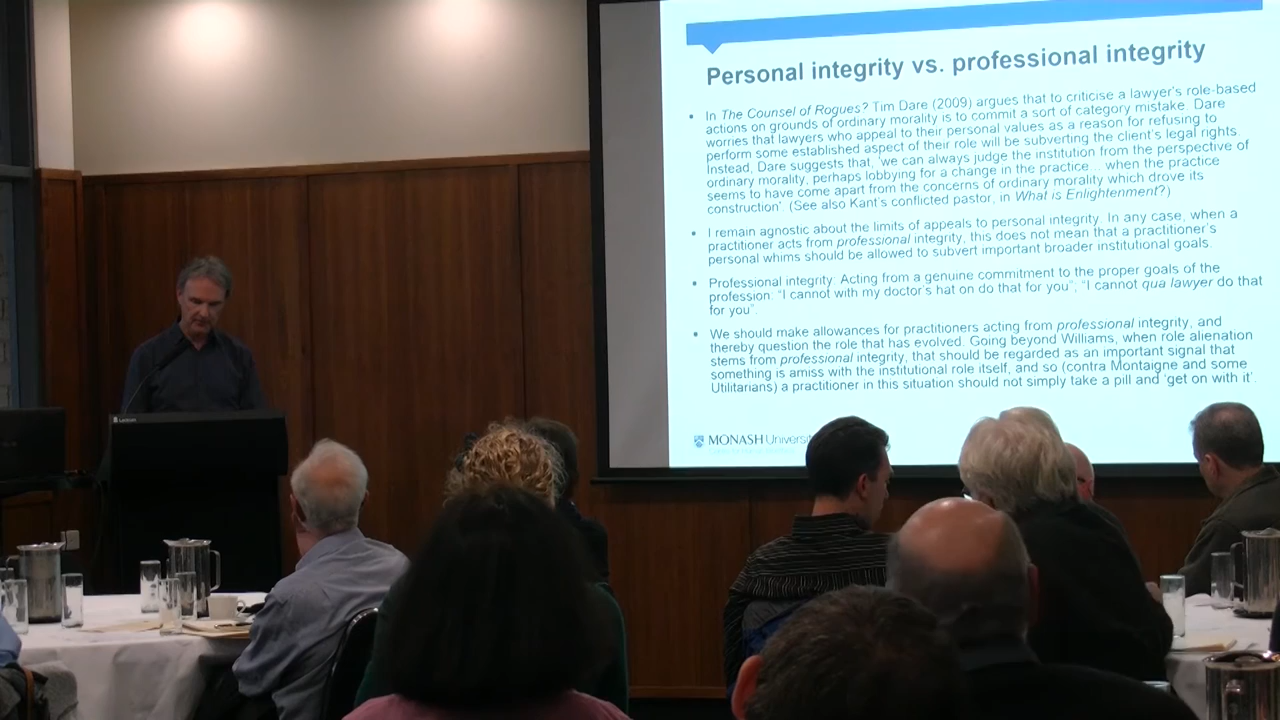 Personal integrity vs. professional integrity
In The Counsel of Rogues? Tim Dare (2009) argues that to criticise a lawyer's role-based
actions on grounds of ordinary morality is to commit a sort of category mistake. Dare
worries that lawyers who appeal to their personal values as a reason for refusing to
perform some established aspect of their role will be subverting the client's legal rights.
Instead, Dare suggests that, 'we can always judge the institution from the perspective of
ordinary morality, perhaps lobbying for a change in the practice... when the practice
seems to have come apart from the concerns of ordinary morality which drove its
construction'. (See also Kant's conflicted pastor, in What is Enlightenment?)
I remain agnostic about the limits of appeals to personal integrity. In any case, when a
practitioner acts from professional integrity, this does not mean that a practitioner's
personal whims should be allowed to subvert important broader institutional goals.
Professional integrity: Acting from a genuine commitment to the proper goals of the
profession: "I cannot with my doctor's hat on do that for you"; "I cannot qua lawyer do that
for you".
We should make allowances for practitioners acting from professional integrity, and
thereby question the role that has evolved. Going beyond Williams, when role alienation
stems from professional integrity, that should be regarded as an important signal that
something is amiss with the institutional role itself, and so (contra Montaigne and some
Utilitarians) a practitioner in this situation should not simply take a pill and 'get on with it'.
MONASH Universit